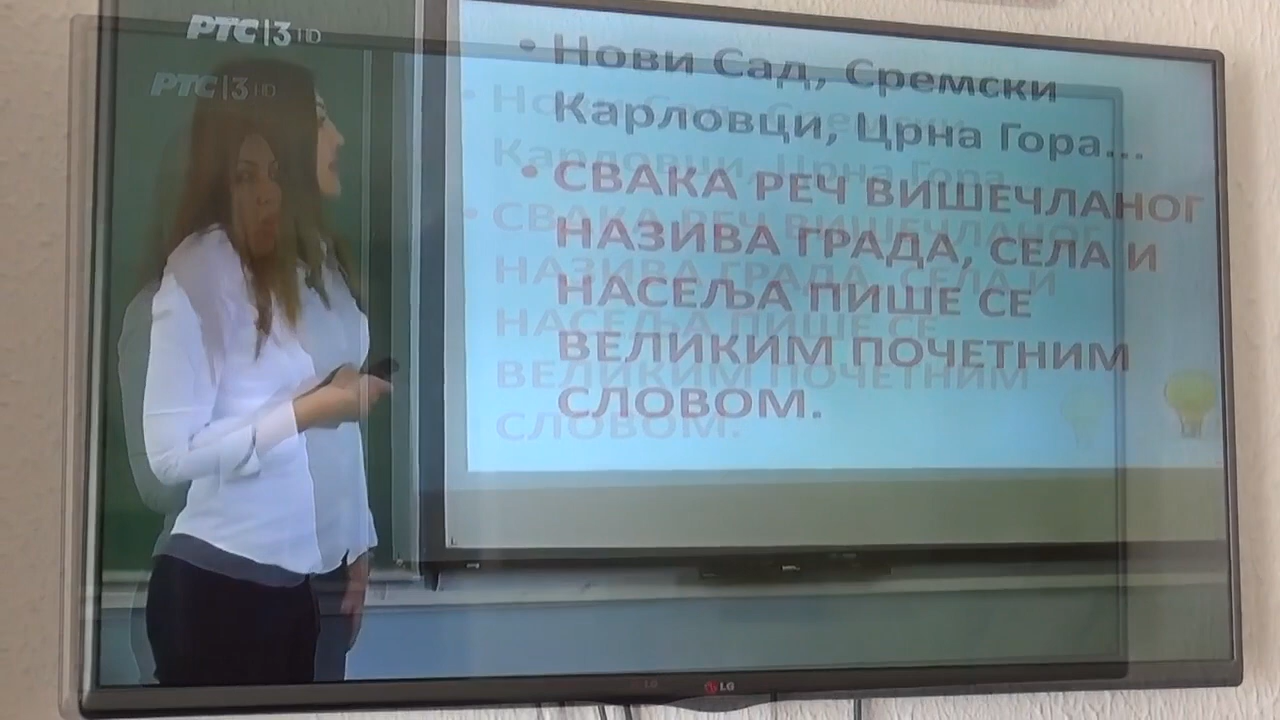 РТС|3 HD
• Нови Сад, Сремски
Карловци, Црна Гора...
• СВАКА РЕЧ ВИШЕЧЛАНОГ
НАЗИВА ГРАДА, СЕЛА И
НАСЕЉА ПИШЕ СЕ
ВЕЛИКИМ ПОЧЕТНИМ
СЛОВОМ.
LG